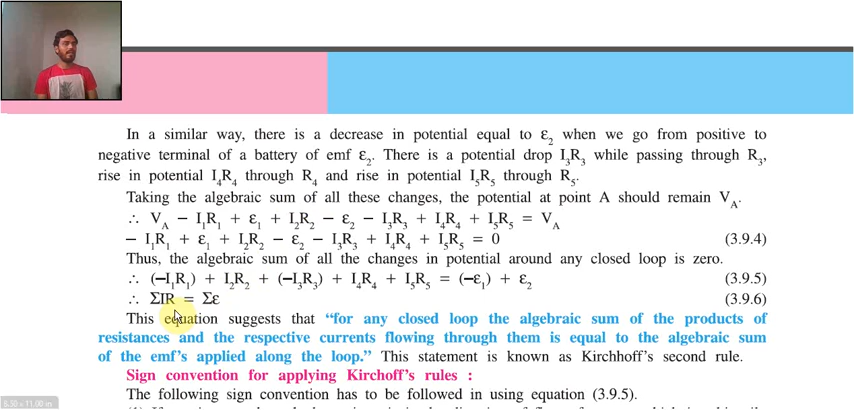 In a similar way, there is a decrease in potential equal to ε₂ when we go from positive to
negative terminal of a battery of emf ε₂. There is a potential drop I₃R₃ while passing through R₃,
rise in potential I₄R₄ through R₄ and rise in potential I₅R₅ through R₅.
Taking the algebraic sum of all these changes, the potential at point A should remain V_A.
∴ V_A − I₁R₁ + ε₁ + I₂R₂ − ε₂ − I₃R₃ + I₄R₄ + I₅R₅ = V_A
− I₁R₁ + ε₁ + I₂R₂ − ε₂ − I₃R₃ + I₄R₄ + I₅R₅ = 0 (3.9.4)
Thus, the algebraic sum of all the changes in potential around any closed loop is zero.
∴ (−I₁R₁) + I₂R₂ + (−I₃R₃) + I₄R₄ + I₅R₅ = (−ε₁) + ε₂ (3.9.5)
∴ ΣIR = Σε (3.9.6)
This equation suggests that “for any closed loop the algebraic sum of the products of
resistances and the respective currents flowing through them is equal to the algebraic sum
of the emf's applied along the loop.” This statement is known as Kirchhoff's second rule.
Sign convention for applying Kirchoff's rules :
The following sign convention has to be followed in using equation (3.9.5).
5.30 × 11.00 in